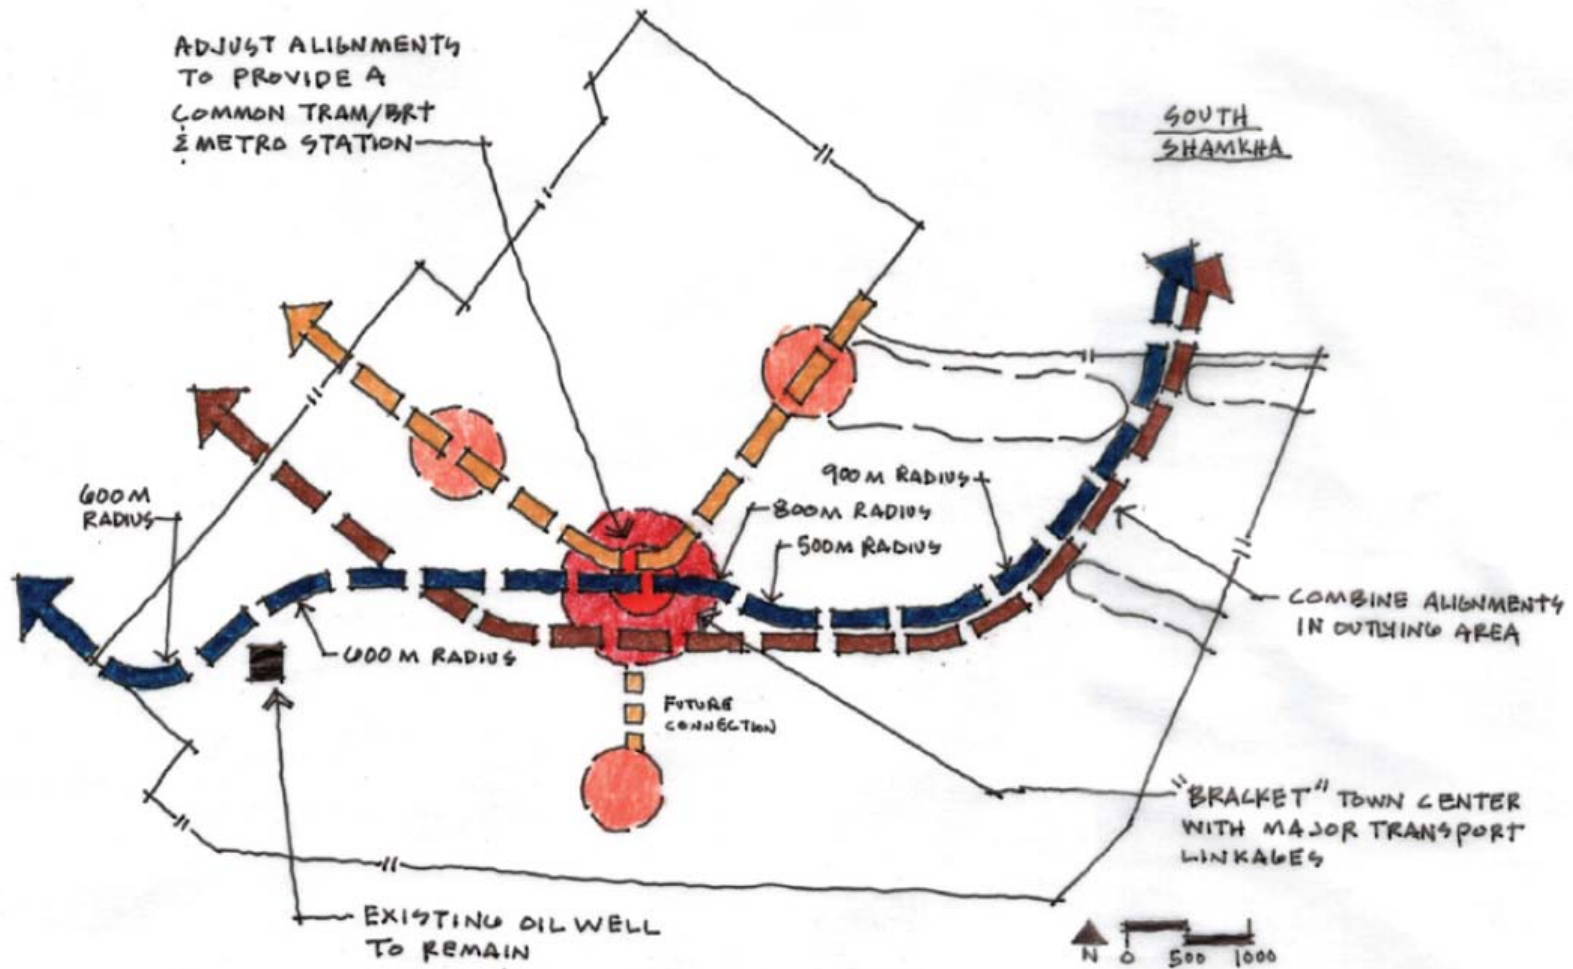 ADJUST ALIGNMENTS
TO PROVIDE A
COMMON TRAM/BRT
& METRO STATION
SOUTH
SHAMKHA
600M
RADIUS
900M RADIUS
800M RADIUS
500M RADIUS
600M RADIUS
COMBINE ALIGNMENTS
IN OUTLYING AREA
FUTURE
CONNECTION
"BRACKET" TOWN CENTER
WITH MAJOR TRANSPORT
LINKAGES
EXISTING OIL WELL
TO REMAIN
N 0 500 1000